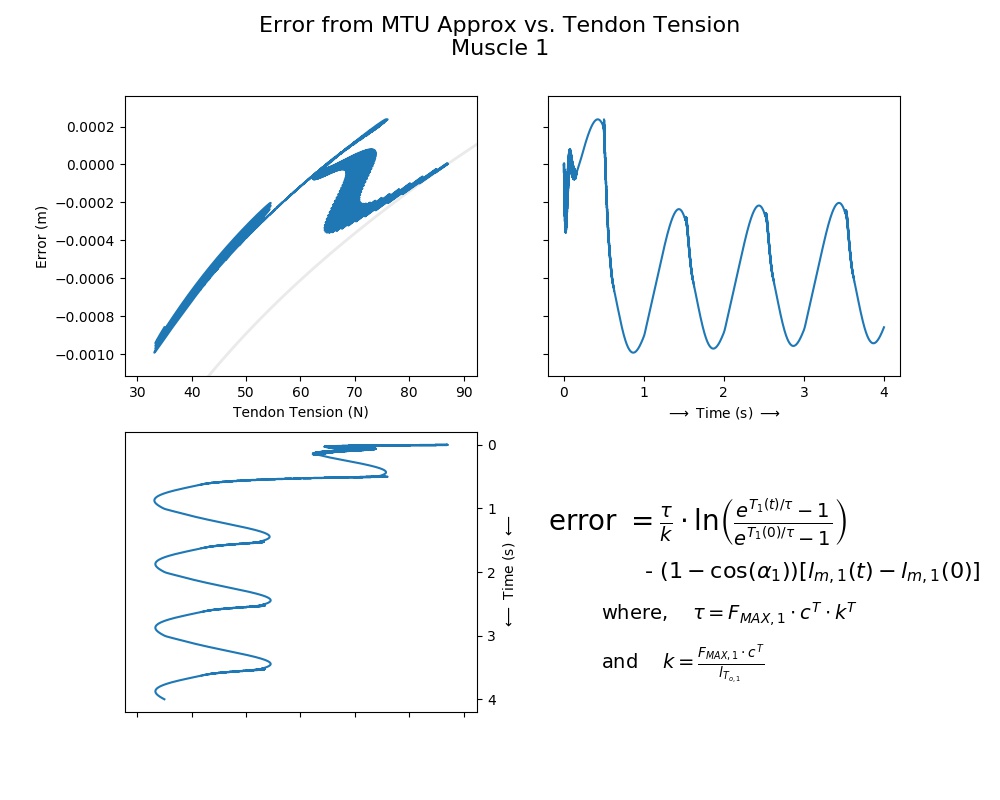 Error from MTU Approx vs. Tendon Tension
Muscle 1
0.0002
0.0000
−0.0002
−0.0004
−0.0006
−0.0008
−0.0010
Error (m)
30 40 50 60 70 80 90
Tendon Tension (N)
0 1 2 3 4
⟶ Time (s) ⟶
0
1
2
3
4
⟵ Time (s) ⟵
error = τ/k · ln((e^{T_1(t)/τ} − 1)/(e^{T_1(0)/τ} − 1))
- (1 − cos(α_1))[l_{m,1}(t) − l_{m,1}(0)]
where, τ = F_{MAX,1} · c^T · k^T
and k = (F_{MAX,1} · c^T)/(l_{T_{o,1}})